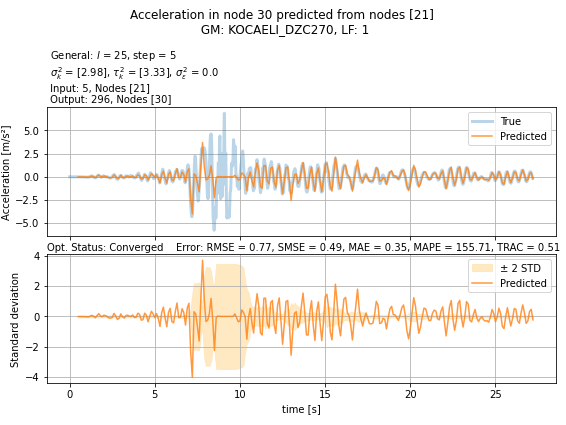 Acceleration in node 30 predicted from nodes [21]
GM: KOCAELI_DZC270, LF: 1
General: l = 25, step = 5
σ²ₖ = [2.98], τ²ₖ = [3.33], σ²ₑ = 0.0
Input: 5, Nodes [21]
Output: 296, Nodes [30]
Acceleration [m/s²]
5.0
2.5
0.0
−2.5
−5.0
True
Predicted
Opt. Status: Converged Error: RMSE = 0.77, SMSE = 0.49, MAE = 0.35, MAPE = 155.71, TRAC = 0.51
Standard deviation
4
2
0
−2
−4
± 2 STD
Predicted
0 5 10 15 20 25
time [s]